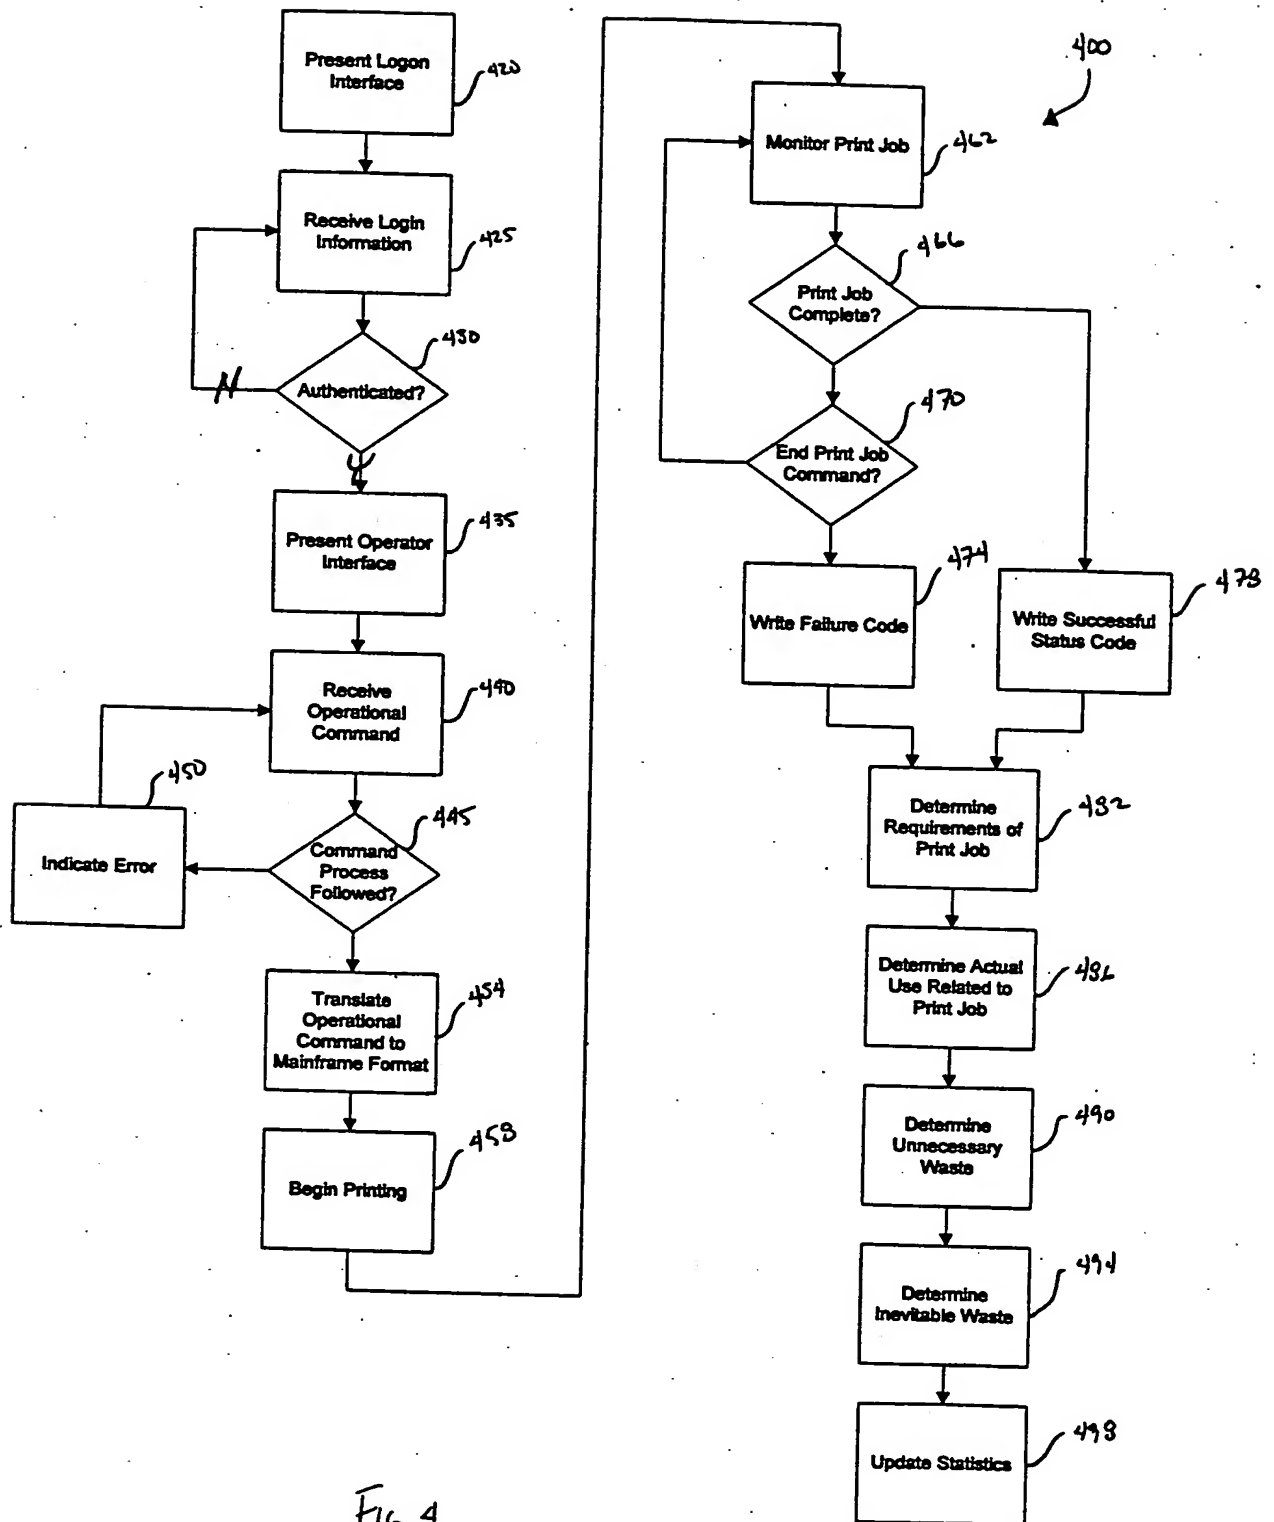 Present Logon
Interface
420
Receive Login
Information
425
Authenticated?
430
N
Y
Present Operator
Interface
435
Receive
Operational
Command
440
Command
Process
Followed?
445
Indicate Error
450
Translate
Operational
Command to
Mainframe Format
454
Begin Printing
458
400
Monitor Print Job
462
Print Job
Complete?
466
End Print Job
Command?
470
Write Failure Code
474
Write Successful
Status Code
478
Determine
Requirements of
Print Job
482
Determine Actual
Use Related to
Print Job
486
Determine
Unnecessary
Waste
490
Determine
Inevitable Waste
494
Update Statistics
498
Fig 4